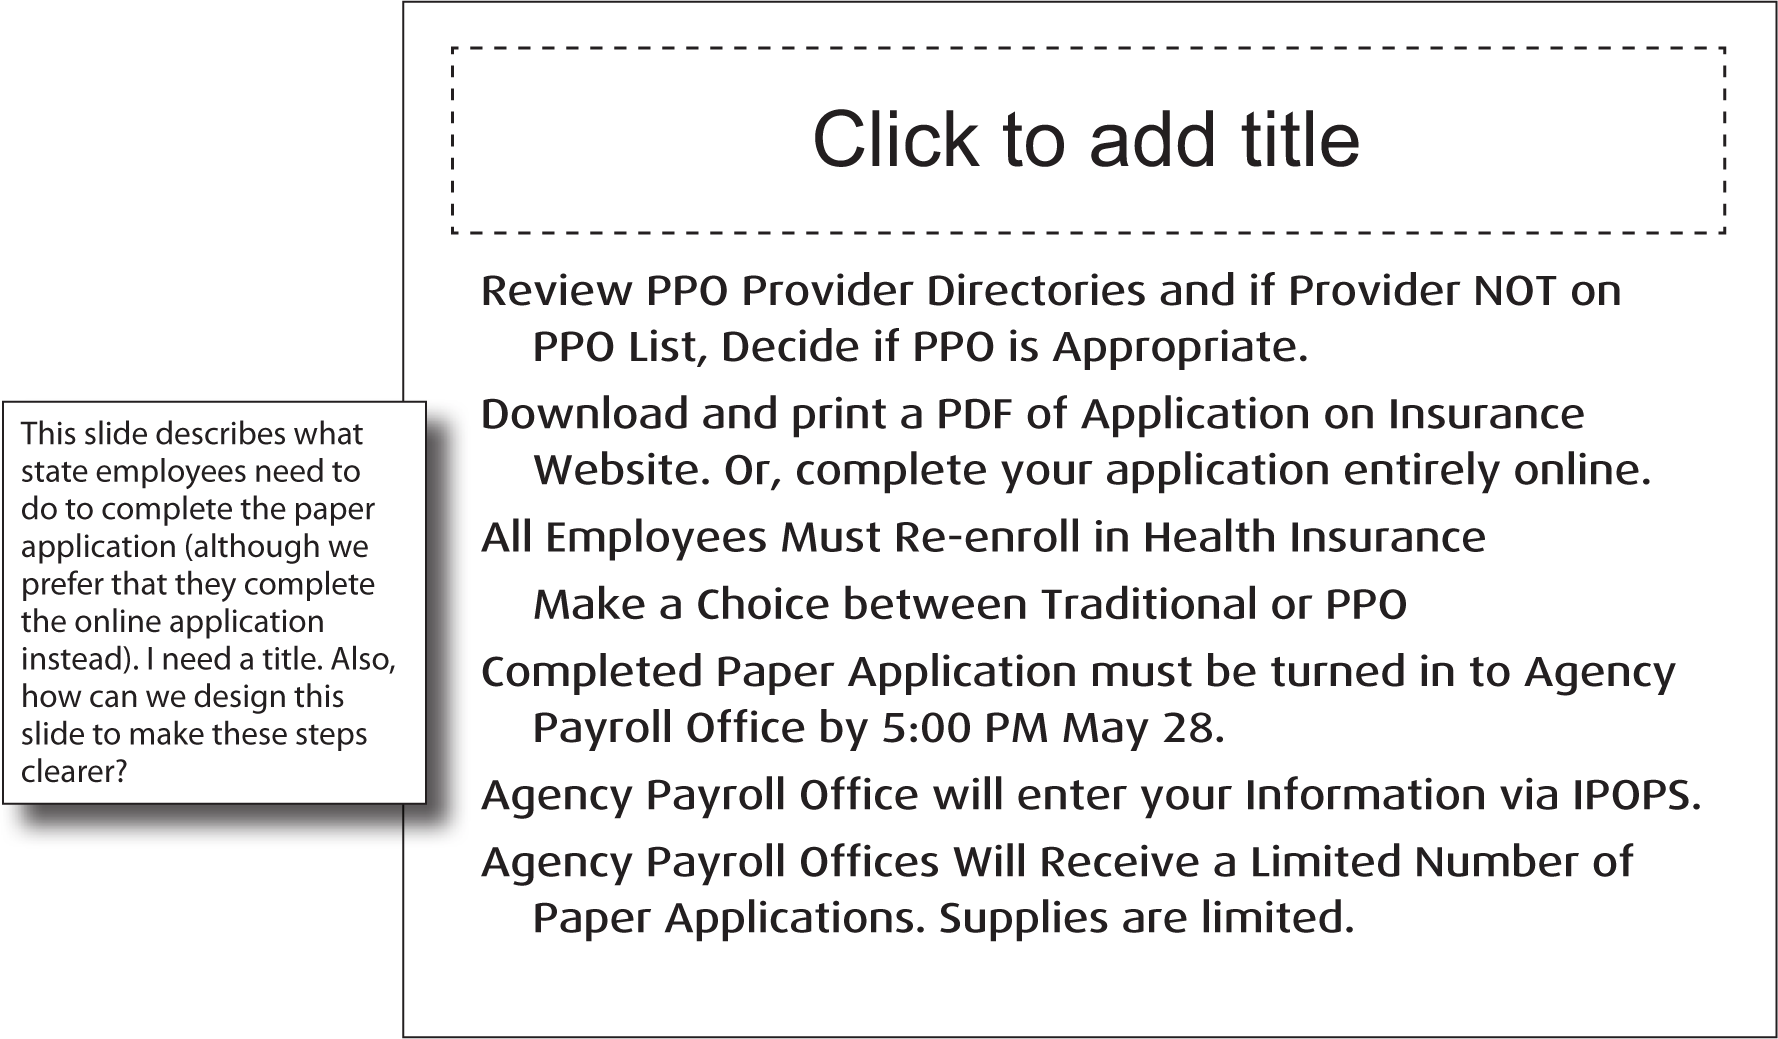 Click to add title
Review PPO Provider Directories and if Provider NOT on
PPO List, Decide if PPO is Appropriate.
Download and print a PDF of Application on Insurance
Website. Or, complete your application entirely online.
All Employees Must Re-enroll in Health Insurance
Make a Choice between Traditional or PPO
Completed Paper Application must be turned in to Agency
Payroll Office by 5:00 PM May 28.
Agency Payroll Office will enter your Information via IPOPS.
Agency Payroll Offices Will Receive a Limited Number of
Paper Applications. Supplies are limited.
This slide describes what
state employees need to
do to complete the paper
application (although we
prefer that they complete
the online application
instead). I need a title. Also,
how can we design this
slide to make these steps
clearer?